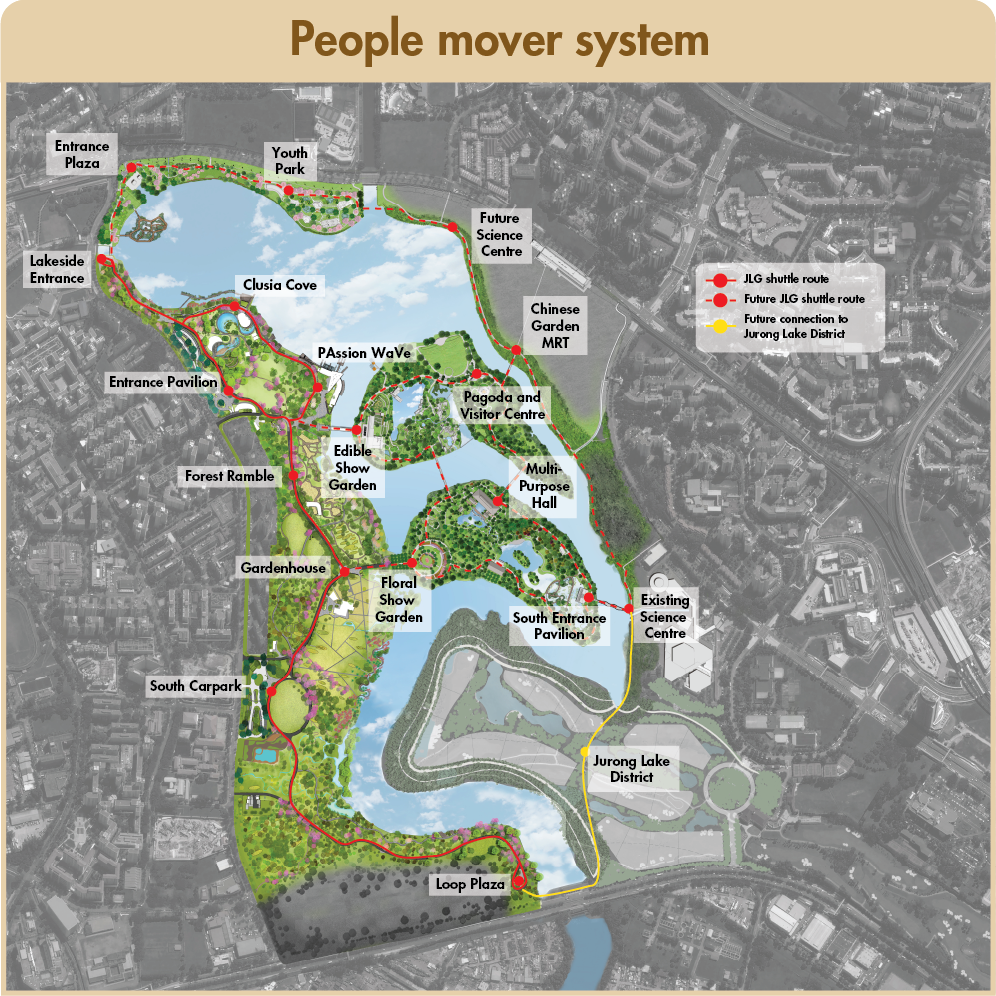 People mover system
Entrance
Plaza
Youth
Park
Future
Science
Centre
Lakeside
Entrance
Clusia Cove
JLG shuttle route
Future JLG shuttle route
Future connection to
Jurong Lake District
Chinese
Garden
MRT
PAssion WaVe
Entrance Pavilion
Pagoda and
Visitor Centre
Edible
Show
Garden
Forest Ramble
Multi-
Purpose
Hall
Gardenhouse
Floral
Show
Garden
South Entrance
Pavilion
Existing
Science
Centre
South Carpark
Jurong Lake
District
Loop Plaza